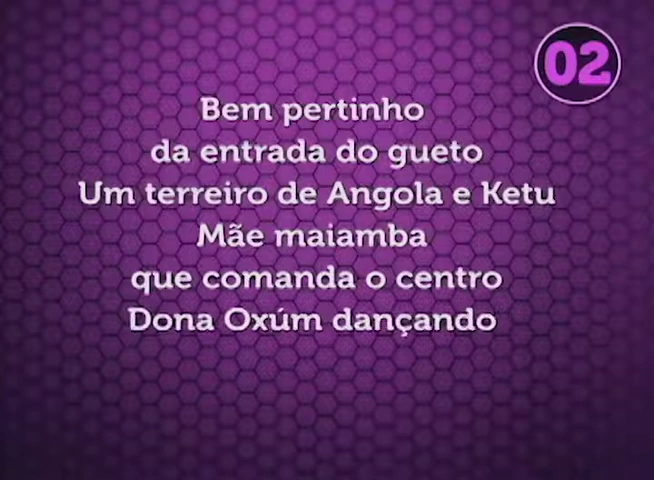 02
Bem pertinho
da entrada do gueto
Um terreiro de Angola e Ketu
Mãe maiamba
que comanda o centro
Dona Oxúm dançando